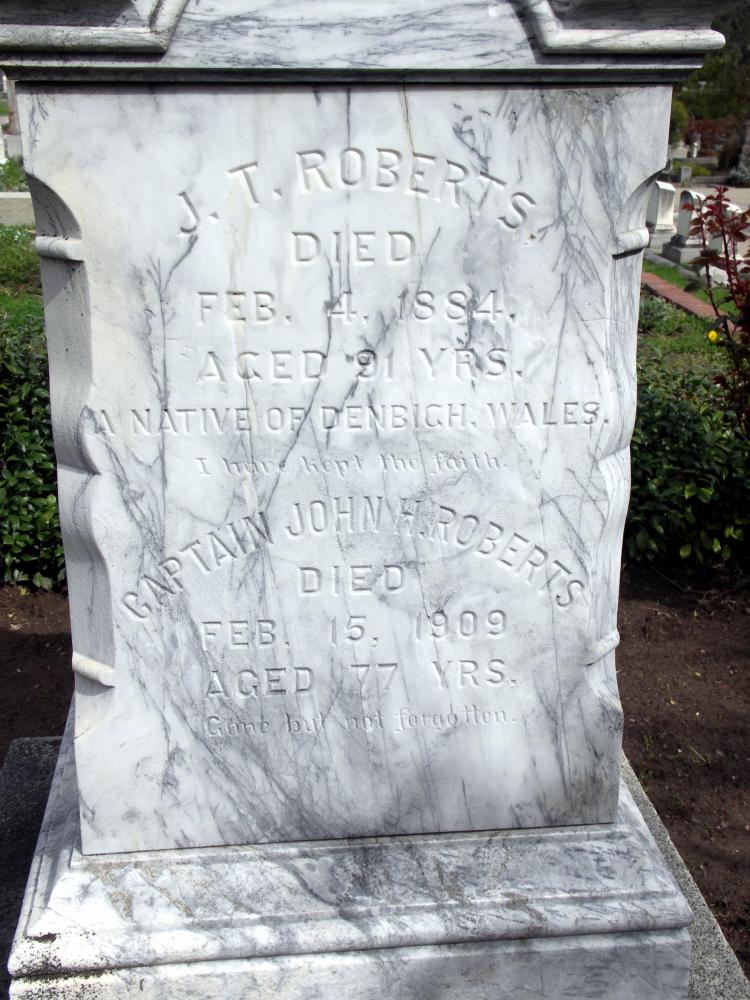 J. T. ROBERTS,
DIED
FEB. 4, 1884.
AGED 91 YRS.
A NATIVE OF DENBIGH, WALES.
I have kept the faith.
CAPTAIN JOHN H. ROBERTS
DIED
FEB. 15, 1909
AGED 77 YRS.
Gone but not forgotten.